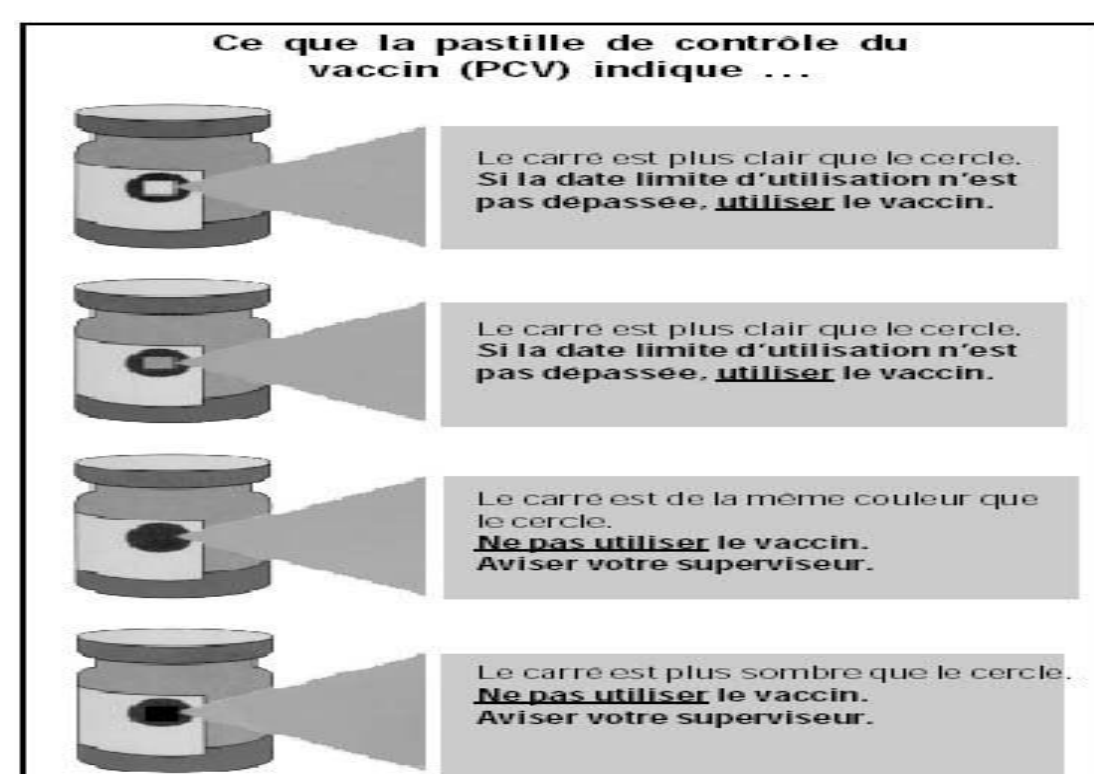 Ce que la pastille de contrôle du
vaccin (PCV) indique ...
Le carré est plus clair que le cercle.
Si la date limite d'utilisation n'est
pas dépassée, utiliser le vaccin.
Le carré est plus clair que le cercle.
Si la date limite d'utilisation n'est
pas dépassée, utiliser le vaccin.
Le carré est de la même couleur que
le cercle.
Ne pas utiliser le vaccin.
Aviser votre superviseur.
Le carré est plus sombre que le cercle.
Ne pas utiliser le vaccin.
Aviser votre superviseur.